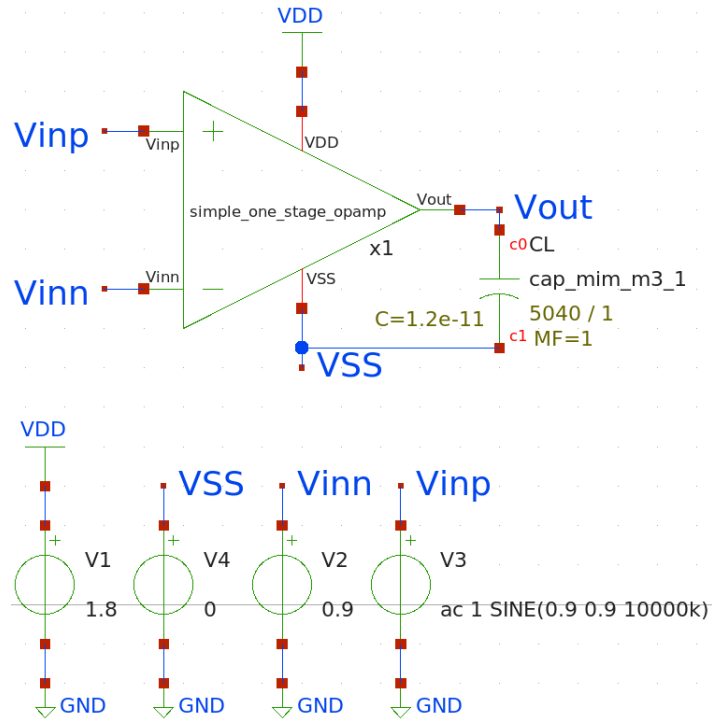 VDD
Vinp
Vinp
+
VDD
simple_one_stage_opamp
Vout
Vout
x1
c0
CL
Vinn
Vinn
VSS
cap_mim_m3_1
C=1.2e-11
5040 / 1
c1
MF=1
VSS
VDD
VSS
Vinn
Vinp
+
+
+
+
V1
V4
V2
V3
1.8
0
0.9
ac 1 SINE(0.9 0.9 10000k)
GND
GND
GND
GND